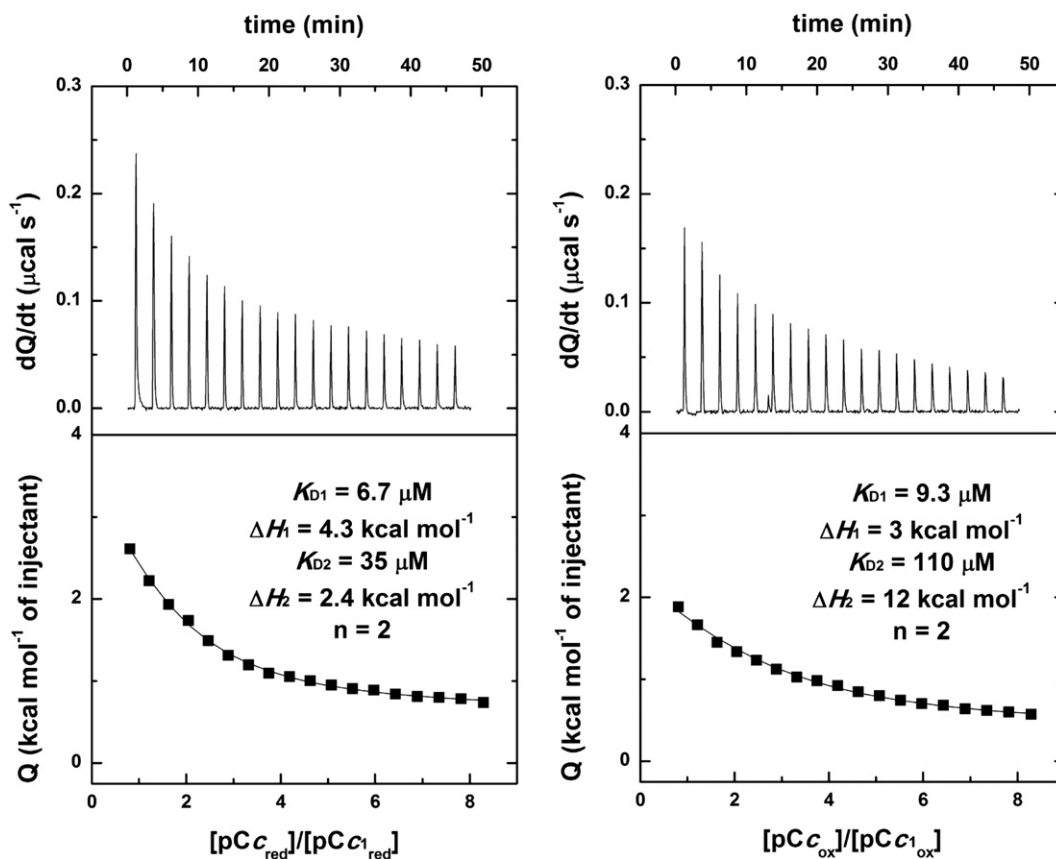 time (min)
0 10 20 30 40 50
0.3
0.2
0.1
0.0
dQ/dt (μcal s⁻¹)
4
2
0
Q (kcal mol⁻¹ of injectant)
K_D1 = 6.7 μM
ΔH₁ = 4.3 kcal mol⁻¹
K_D2 = 35 μM
ΔH₂ = 2.4 kcal mol⁻¹
n = 2
0 2 4 6 8
[pCc_red]/[pCc₁_red]
time (min)
0 10 20 30 40 50
0.3
0.2
0.1
0.0
dQ/dt (μcal s⁻¹)
4
2
0
Q (kcal mol⁻¹ of injectant)
K_D1 = 9.3 μM
ΔH₁ = 3 kcal mol⁻¹
K_D2 = 110 μM
ΔH₂ = 12 kcal mol⁻¹
n = 2
0 2 4 6 8
[pCc_ox]/[pCc₁_ox]